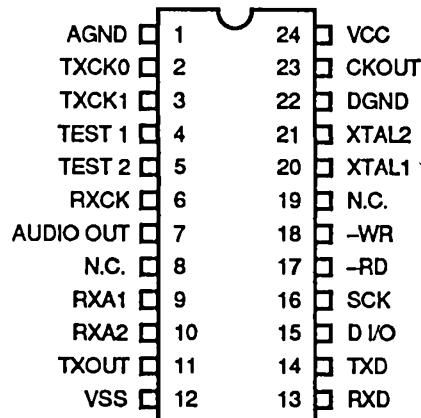 AGND 1 24 VCC
TXCK0 2 23 CKOUT
TXCK1 3 22 DGND
TEST 1 4 21 XTAL2
TEST 2 5 20 XTAL1
RXCK 6 19 N.C.
AUDIO OUT 7 18 –WR
N.C. 8 17 –RD
RXA1 9 16 SCK
RXA2 10 15 D I/O
TXOUT 11 14 TXD
VSS 12 13 RXD